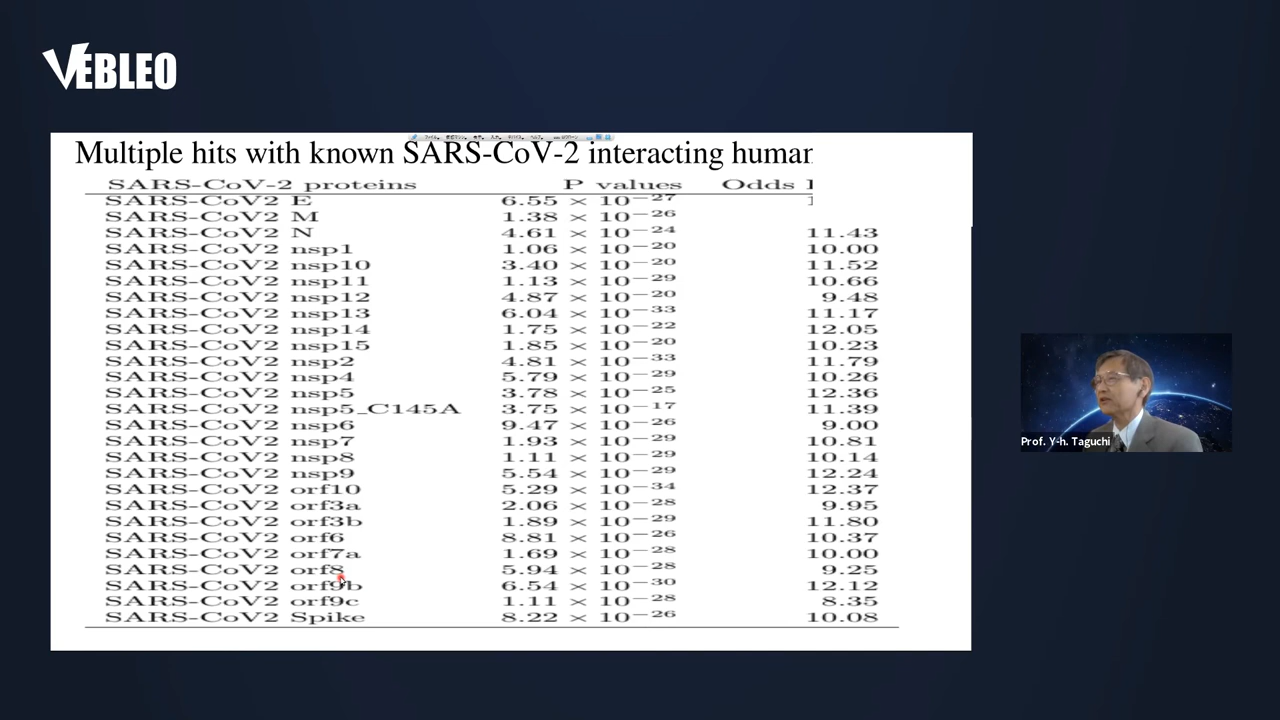 VEBLEO
Multiple hits with known SARS-CoV-2 interacting human
SARS-CoV-2 proteins P values Odds
SARS-CoV2 E 6.55 × 10−27
SARS-CoV2 M 1.38 × 10−26
SARS-CoV2 N 4.61 × 10−24 11.43
SARS-CoV2 nsp1 1.06 × 10−20 10.00
SARS-CoV2 nsp10 3.40 × 10−20 11.52
SARS-CoV2 nsp11 1.13 × 10−29 10.66
SARS-CoV2 nsp12 4.87 × 10−20 9.48
SARS-CoV2 nsp13 6.04 × 10−33 11.17
SARS-CoV2 nsp14 1.75 × 10−22 12.05
SARS-CoV2 nsp15 1.85 × 10−20 10.23
SARS-CoV2 nsp2 4.81 × 10−33 11.79
SARS-CoV2 nsp4 5.79 × 10−29 10.26
SARS-CoV2 nsp5 3.78 × 10−25 12.36
SARS-CoV2 nsp5_C145A 3.75 × 10−17 11.39
SARS-CoV2 nsp6 9.47 × 10−26 9.00
SARS-CoV2 nsp7 1.93 × 10−29 10.81
SARS-CoV2 nsp8 1.11 × 10−29 10.14
SARS-CoV2 nsp9 5.54 × 10−29 12.24
SARS-CoV2 orf10 5.29 × 10−34 12.37
SARS-CoV2 orf3a 2.06 × 10−28 9.95
SARS-CoV2 orf3b 1.89 × 10−29 11.80
SARS-CoV2 orf6 8.81 × 10−26 10.37
SARS-CoV2 orf7a 1.69 × 10−28 10.00
SARS-CoV2 orf8 5.94 × 10−28 9.25
SARS-CoV2 orf9b 6.54 × 10−30 12.12
SARS-CoV2 orf9c 1.11 × 10−28 8.35
SARS-CoV2 Spike 8.22 × 10−26 10.08
Prof. Y-h. Taguchi